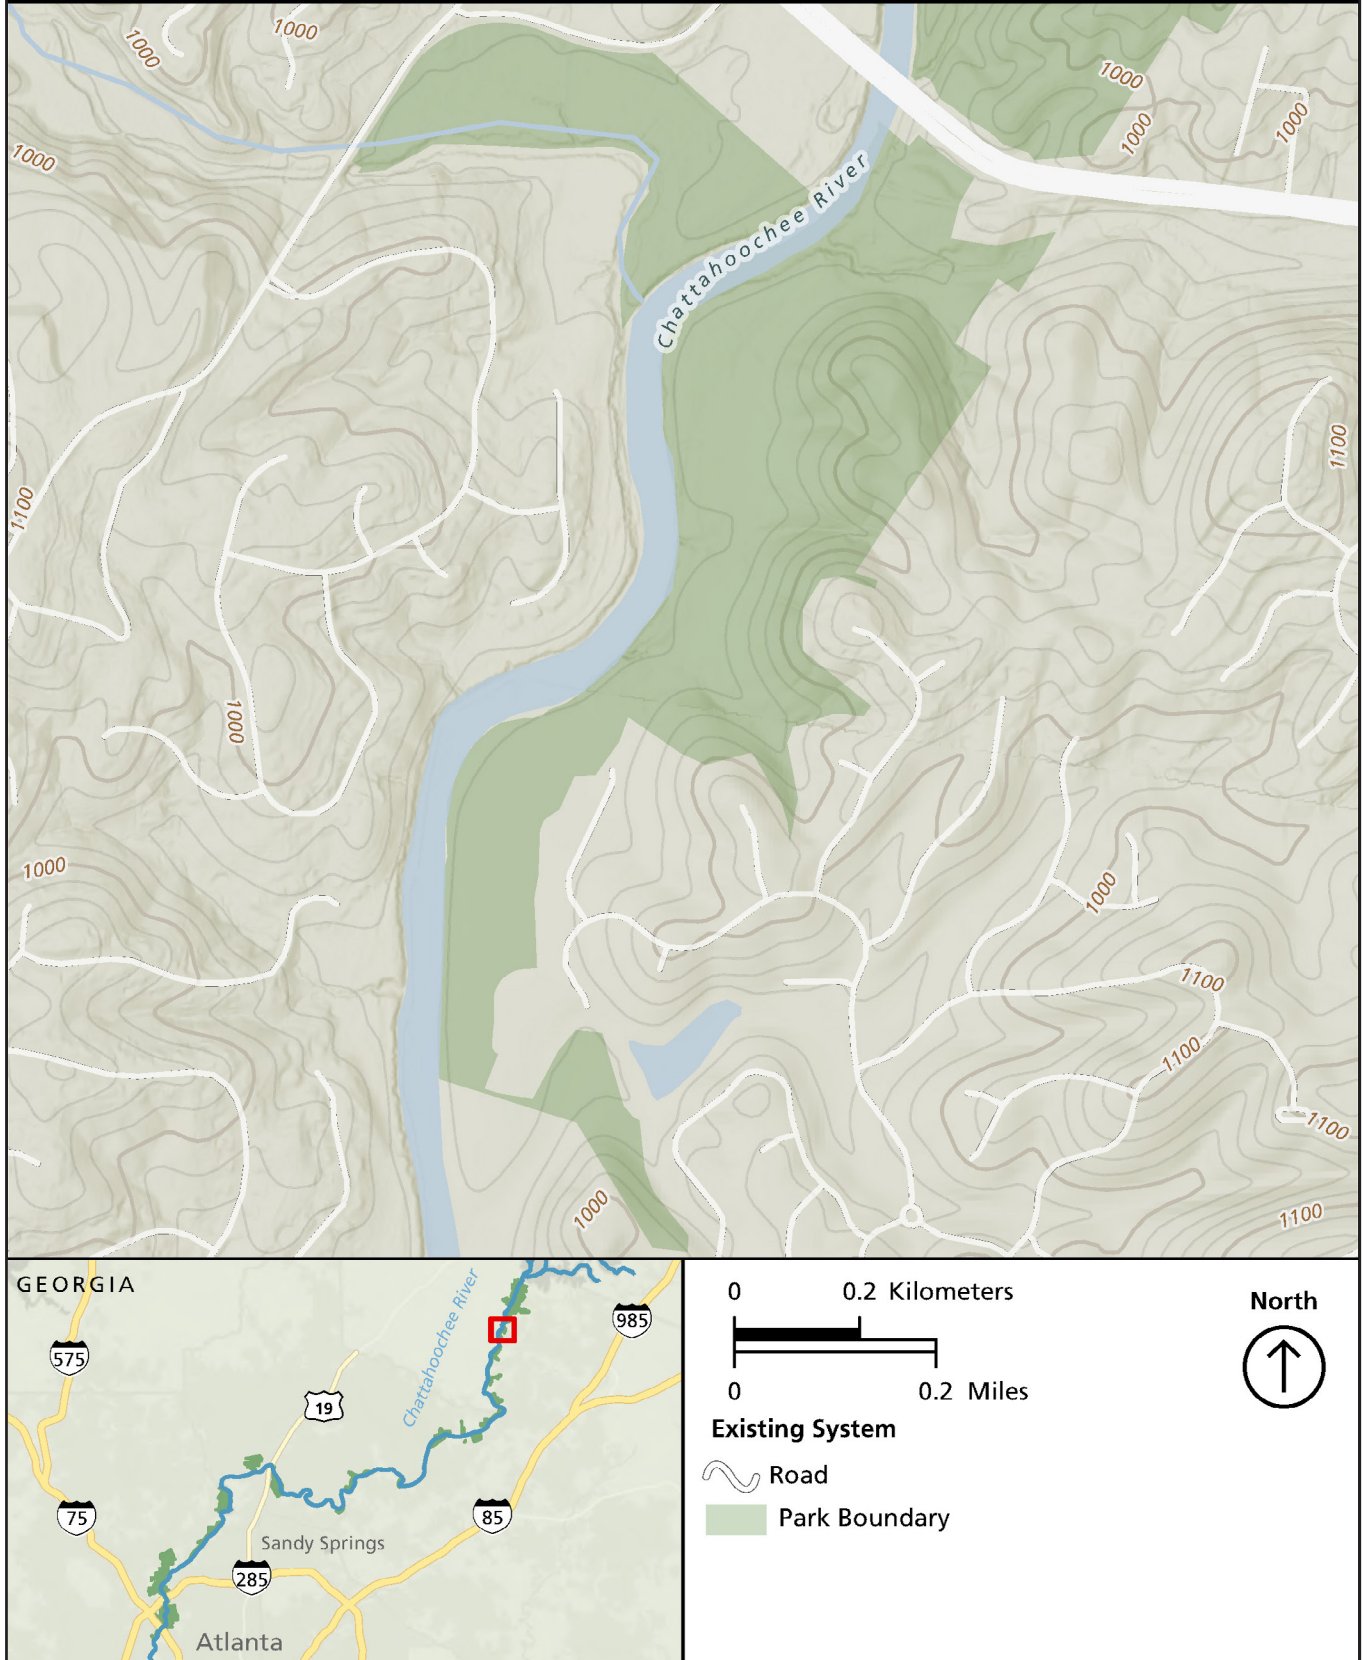 1000
1000
1000
1000
1000
1000
Chattahoochee River
1100
1100
1000
1000
1000
1100
1100
1100
1000
1100
GEORGIA
Chattahoochee River
985
575
19
75
85
Sandy Springs
285
Atlanta
0 0.2 Kilometers
0 0.2 Miles
North
Existing System
Road
Park Boundary